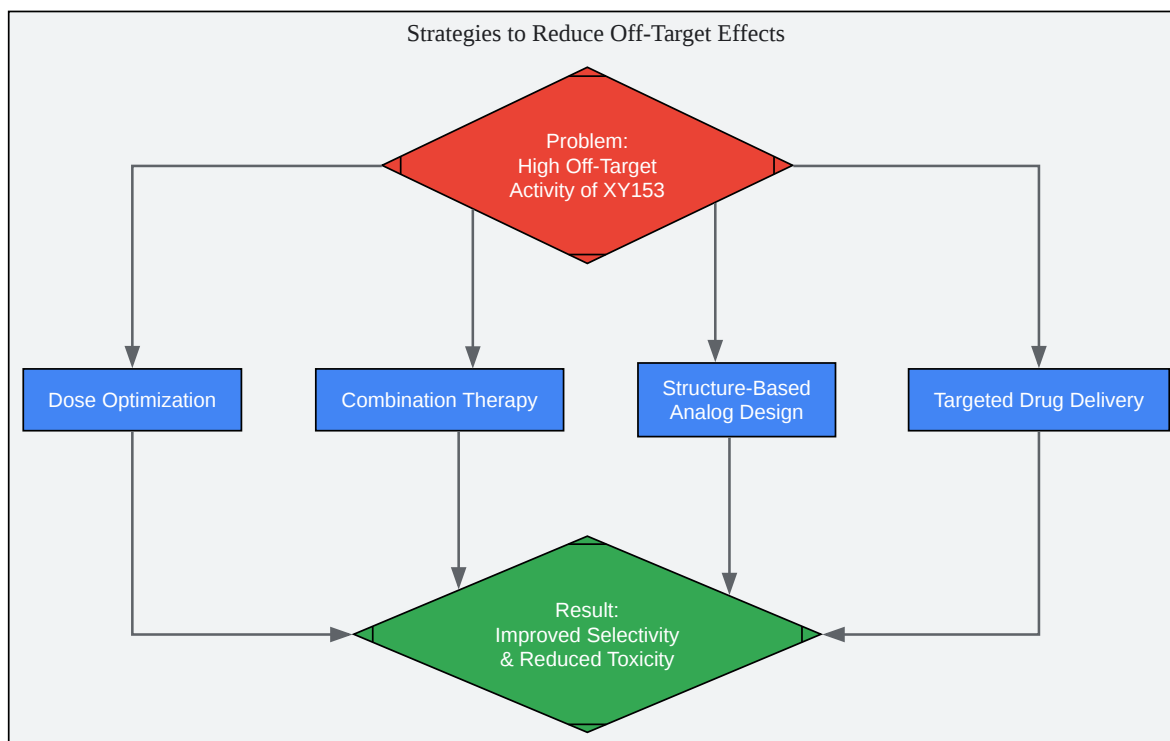 Strategies to Reduce Off-Target Effects
Problem:
High Off-Target
Activity of XY153
Dose Optimization
Combination Therapy
Structure-Based
Analog Design
Targeted Drug Delivery
Result:
Improved Selectivity
& Reduced Toxicity